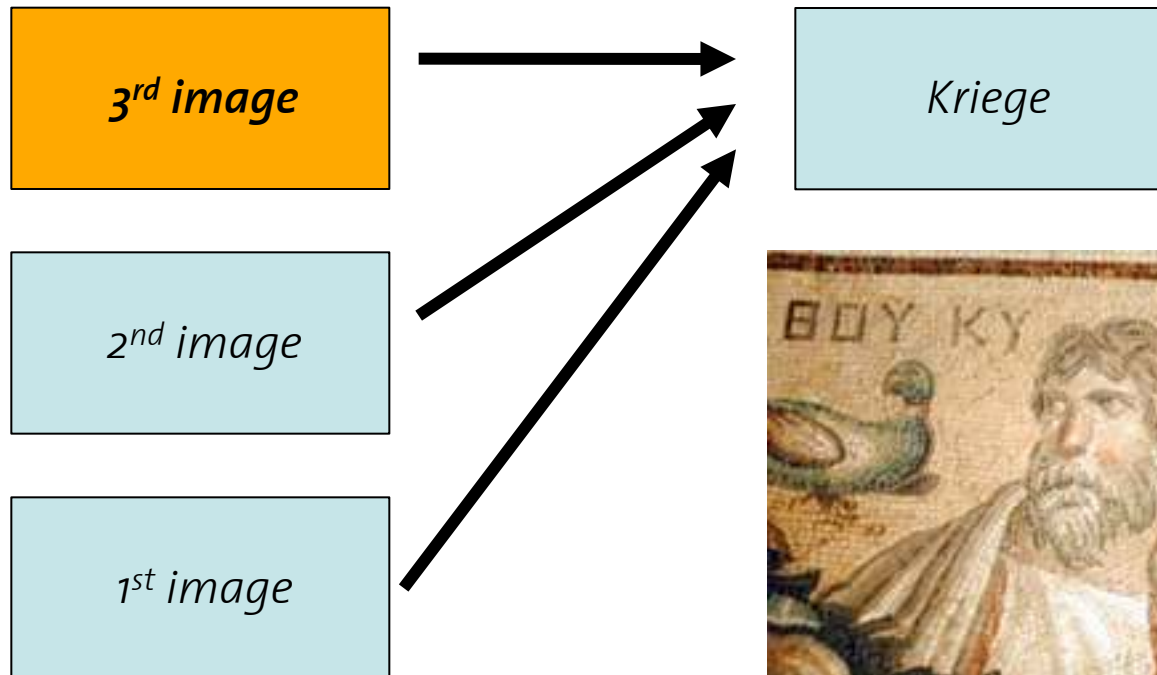 3rd image
Kriege
2nd image
ΘΟΥ ΚΥ
1st image